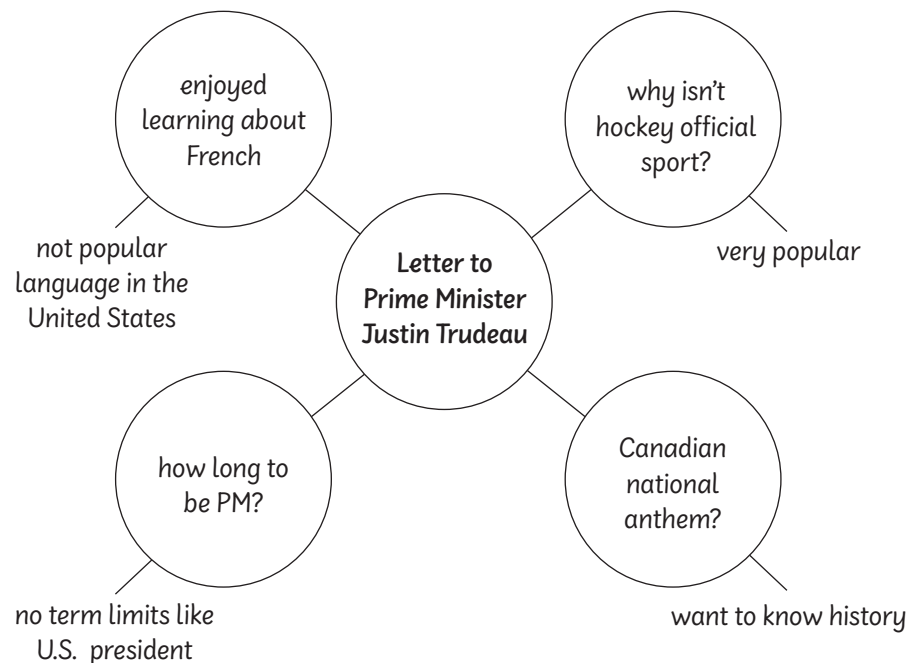 enjoyed
learning about
French
why isn't
hockey official
sport?
not popular
language in the
United States
very popular
Letter to
Prime Minister
Justin Trudeau
how long to
be PM?
Canadian
national
anthem?
no term limits like
U.S. president
want to know history